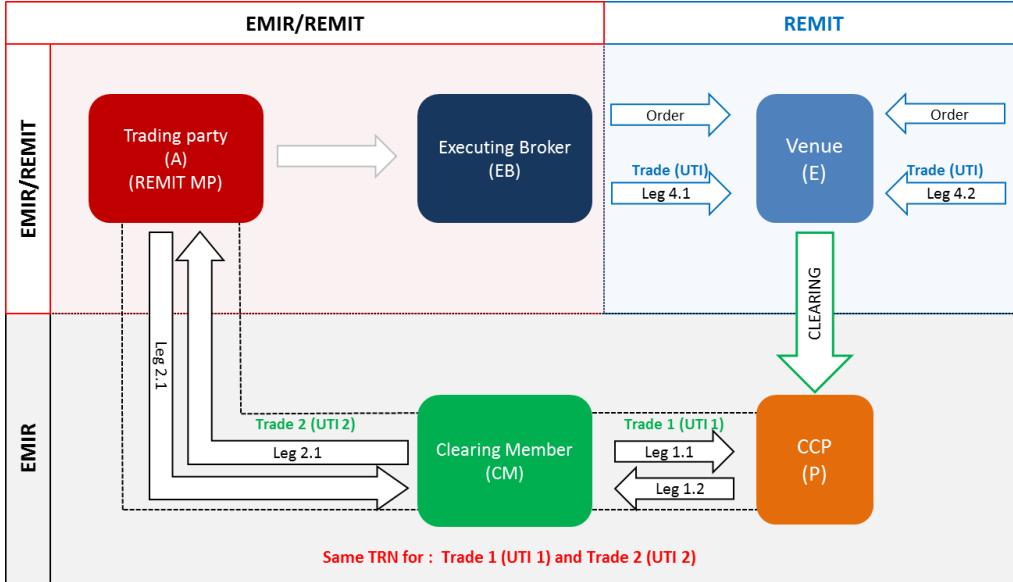 EMIR/REMIT
REMIT
EMIR/REMIT
Trading party
(A)
(REMIT MP)
Executing Broker
(EB)
Order
Venue
(E)
Order
Trade (UTI)
Leg 4.1
Trade (UTI)
Leg 4.2
CLEARING
EMIR
Leg 2.1
Trade 2 (UTI 2)
Leg 2.1
Clearing Member
(CM)
Trade 1 (UTI 1)
Leg 1.1
Leg 1.2
CCP
(P)
Same TRN for : Trade 1 (UTI 1) and Trade 2 (UTI 2)